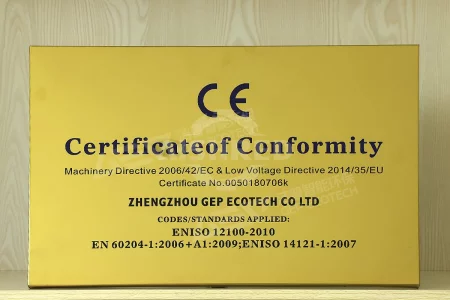 CE
Certificateof Conformity
Machinery Directive 2006/42/EC & Low Voltage Directive 2014/35/EU
Certificate No.0050180706k
ZHENGZHOU GEP ECOTECH CO LTD
CODES/STANDARDS APPLIED:
ENISO 12100-2010
EN 60204-1:2006+A1:2009;ENISO 14121-1:2007